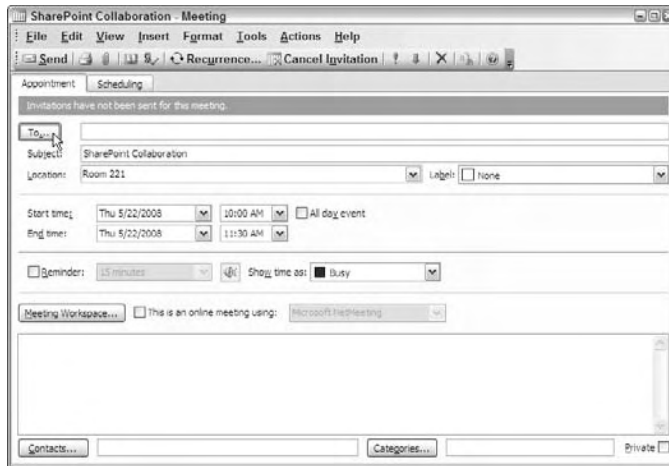 SharePoint Collaboration - Meeting
File Edit View Insert Format Tools Actions Help
Send Recurrence... Cancel Invitation
Appointment Scheduling
Invitations have not been sent for this meeting.
To...
Subject: SharePoint Collaboration
Location: Room 221 Label: None
Start time: Thu 5/22/2008 10:00 AM All day event
End time: Thu 5/22/2008 11:30 AM
Reminder: 15 minutes Show time as: Busy
Meeting Workspace... This is an online meeting using: Microsoft NetMeeting
Contacts... Categories... Private